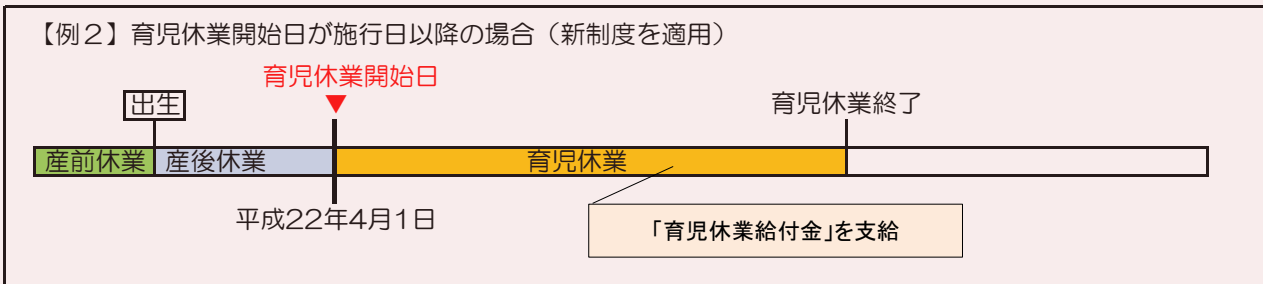 【例2】育児休業開始日が施行日以降の場合（新制度を適用）
育児休業開始日
出生
育児休業終了
産前休業
産後休業
育児休業
平成22年4月1日
「育児休業給付金」を支給